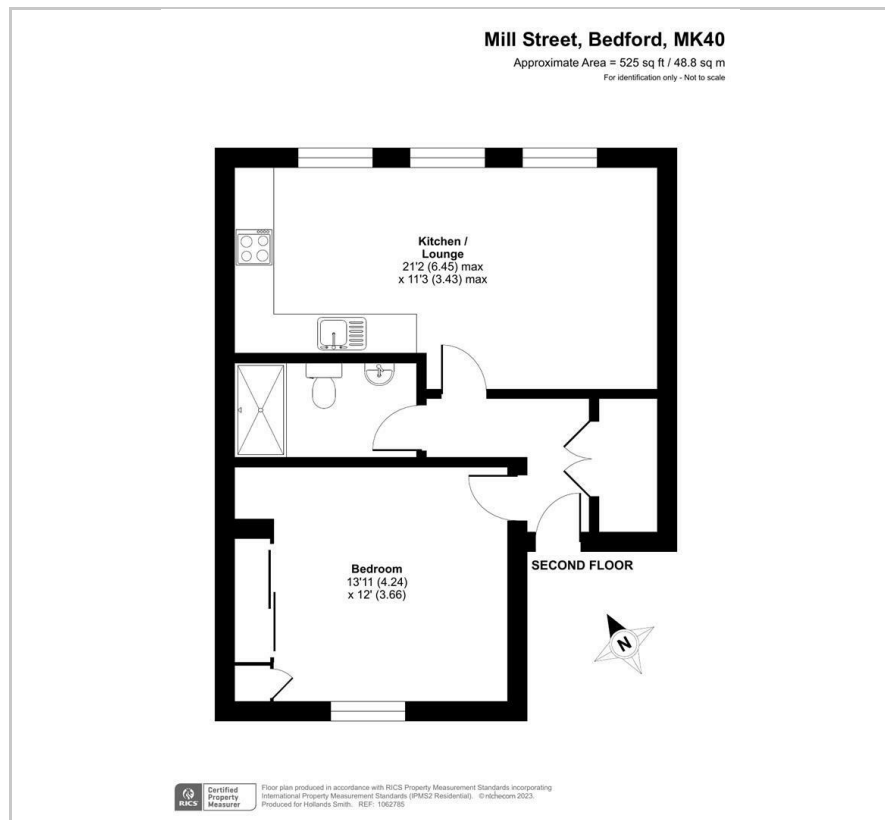 Mill Street, Bedford, MK40
Approximate Area = 525 sq ft / 48.8 sq m
For identification only - Not to scale
Kitchen /
Lounge
21'2 (6.45) max
x 11'3 (3.43) max
Bedroom
13'11 (4.24)
x 12' (3.66)
SECOND FLOOR
N
RICS
Certified
Property
Measurer
Floor plan produced in accordance with RICS Property Measurement Standards incorporating
International Property Measurement Standards (IPMS2 Residential). ©nichecom 2023.
Produced for Hollands Smith. REF: 1062785